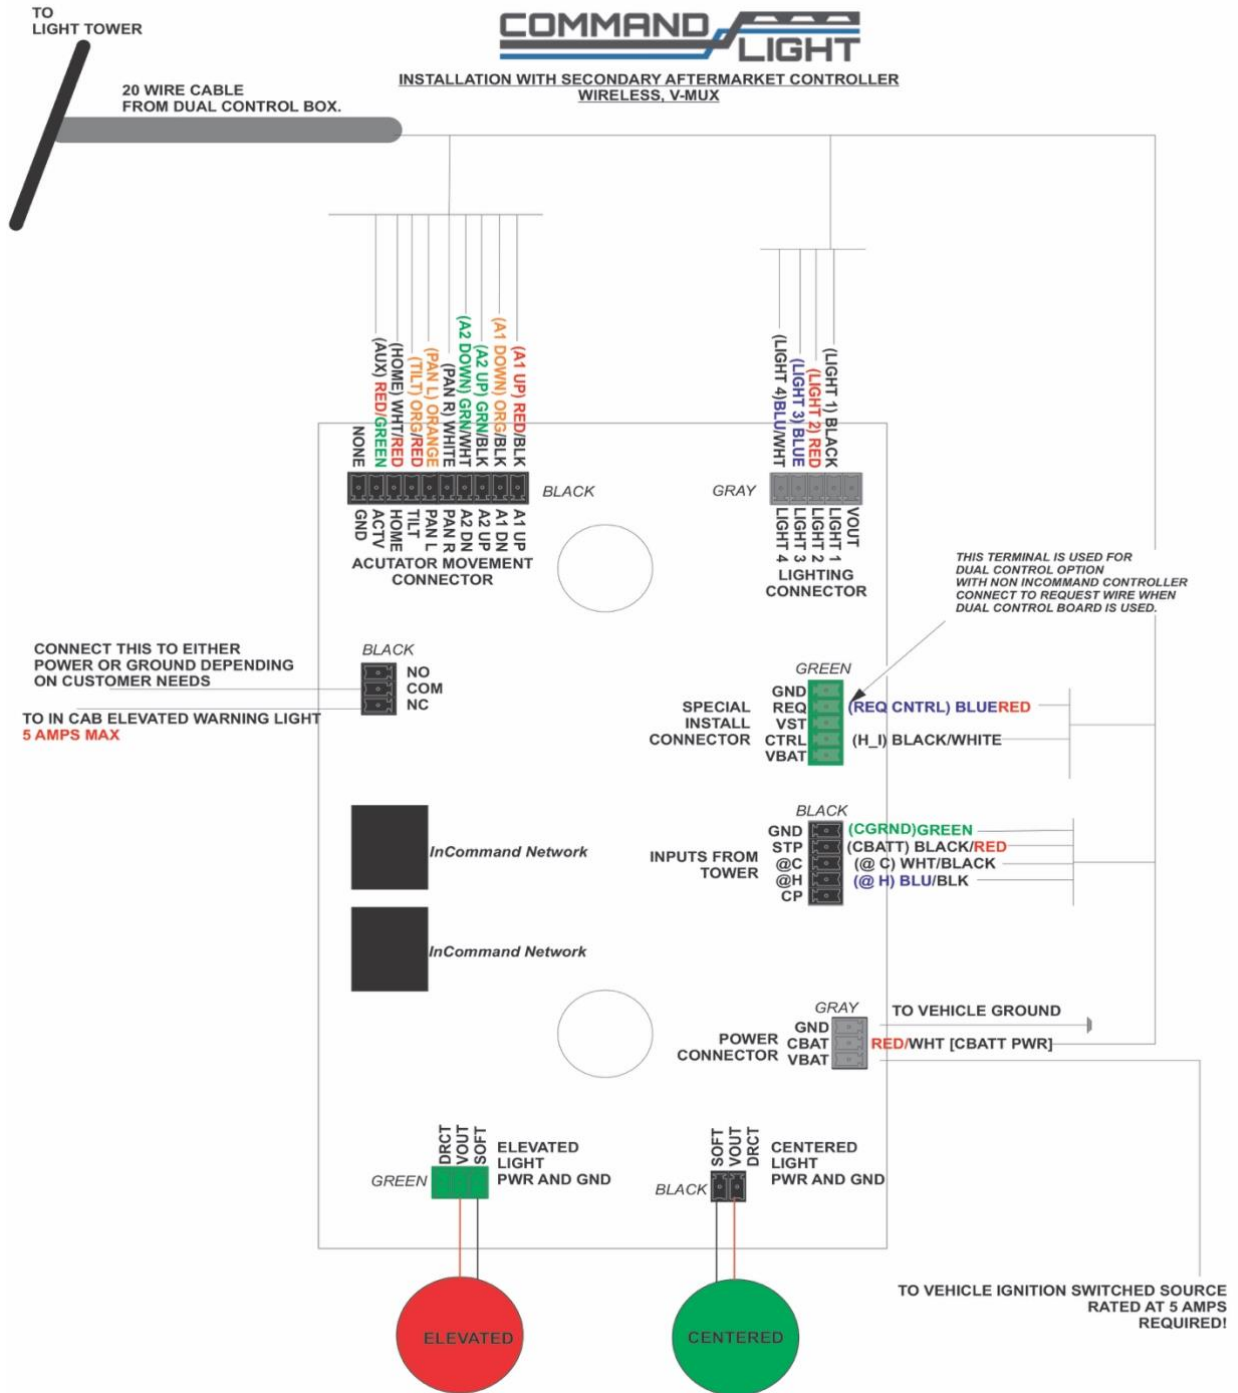 TO
LIGHT TOWER
COMMAND
LIGHT
INSTALLATION WITH SECONDARY AFTERMARKET CONTROLLER
WIRELESS, V-MUX
20 WIRE CABLE
FROM DUAL CONTROL BOX.
NONE
(AUX) RED/GREEN
(HOME) WHT/RED
(TILT) ORG/RED
(PAN L) ORANGE
(PAN R) WHITE
(A2 DOWN) GRN/WHT
(A2 UP) GRN/BLK
(A1 DOWN) ORG/BLK
(A1 UP) RED/BLK
BLACK
GND
ACTV
HOME
TILT
PAN L
PAN R
A2 DN
A2 UP
A1 DN
A1 UP
ACUTATOR MOVEMENT
CONNECTOR
(LIGHT 4)BLU/WHT
(LIGHT 3) BLUE
(LIGHT 2) RED
(LIGHT 1) BLACK
GRAY
LIGHT 4
LIGHT 3
LIGHT 2
LIGHT 1
VOUT
LIGHTING
CONNECTOR
THIS TERMINAL IS USED FOR
DUAL CONTROL OPTION
WITH NON INCOMMAND CONTROLLER
CONNECT TO REQUEST WIRE WHEN
DUAL CONTROL BOARD IS USED.
CONNECT THIS TO EITHER
POWER OR GROUND DEPENDING
ON CUSTOMER NEEDS
TO IN CAB ELEVATED WARNING LIGHT
5 AMPS MAX
BLACK
NO
COM
NC
GREEN
SPECIAL
INSTALL
CONNECTOR
GND
REQ
VST
CTRL
VBAT
(REQ CNTRL) BLUERED
(H_I) BLACK/WHITE
BLACK
INPUTS FROM
TOWER
GND
STP
@C
@H
CP
(CGRND)GREEN
(CBATT) BLACK/RED
(@ C) WHT/BLACK
(@ H) BLU/BLK
InCommand Network
InCommand Network
GRAY
POWER
CONNECTOR
GND
CBAT
VBAT
TO VEHICLE GROUND
RED/WHT [CBATT PWR]
DRCT
VOUT
SOFT
GREEN
ELEVATED
LIGHT
PWR AND GND
SOFT
VOUT
DRCT
BLACK
CENTERED
LIGHT
PWR AND GND
TO VEHICLE IGNITION SWITCHED SOURCE
RATED AT 5 AMPS
REQUIRED!
ELEVATED
CENTERED